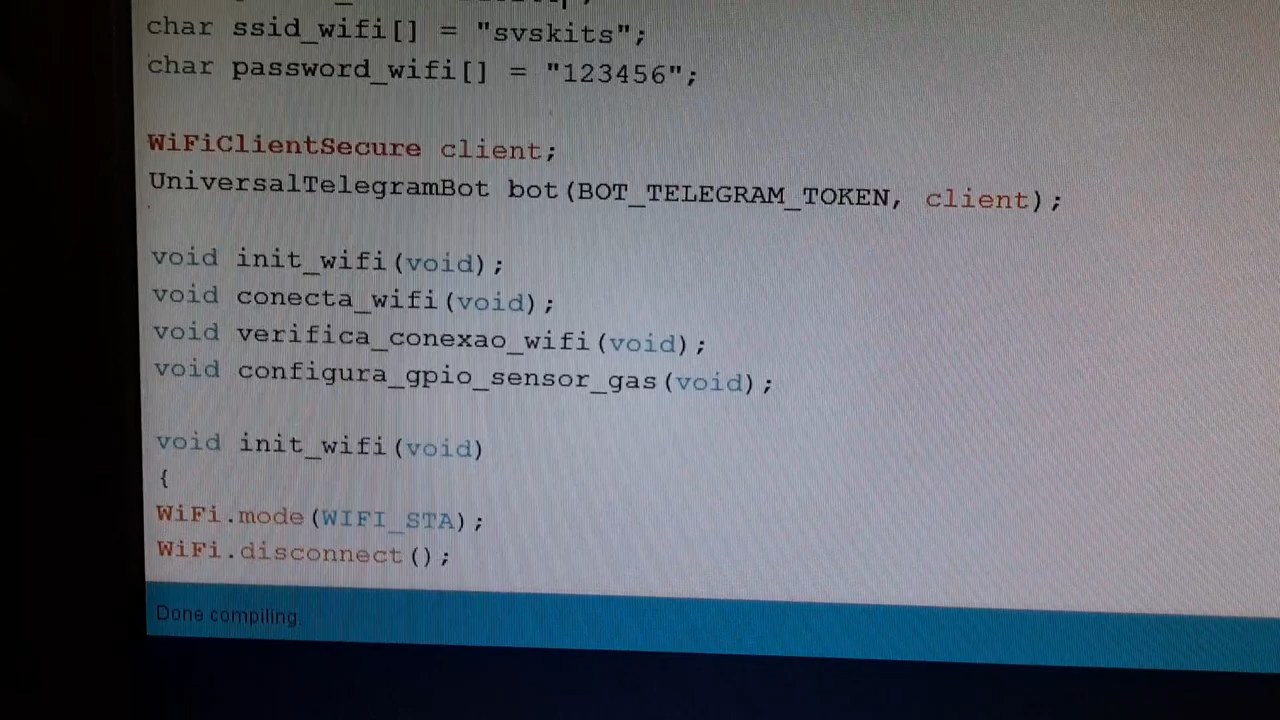 char ssid_wifi[] = "svskits";
char password_wifi[] = "123456";
WiFiClientSecure client;
UniversalTelegramBot bot(BOT_TELEGRAM_TOKEN, client);
void init_wifi(void);
void conecta_wifi(void);
void verifica_conexao_wifi(void);
void configura_gpio_sensor_gas(void);
void init_wifi(void)
{
WiFi.mode(WIFI_STA);
WiFi.disconnect();
Done compiling.